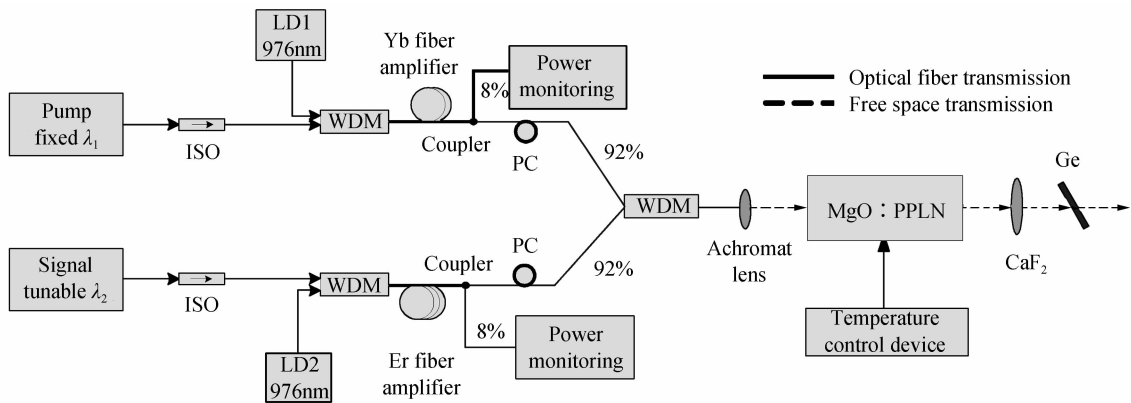 LD1
976nm
Yb fiber
amplifier
Power
monitoring
8%
Pump
fixed λ1
ISO
WDM
Coupler
PC
92%
Optical fiber transmission
Free space transmission
WDM
Achromat
lens
MgO：PPLN
Ge
CaF2
Temperature
control device
Signal
tunable λ2
ISO
WDM
Coupler
PC
92%
8%
LD2
976nm
Er fiber
amplifier
Power
monitoring